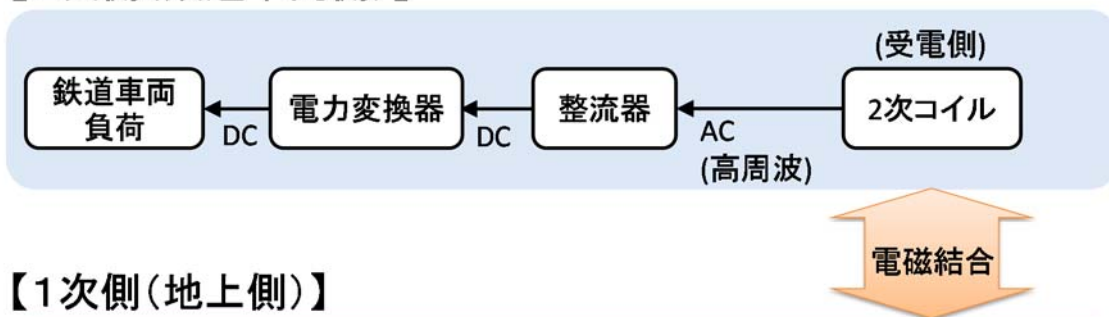 (受電側)
鉄道車両
負荷
電力変換器
整流器
2次コイル
DC
DC
AC
(高周波)
電磁結合
【1次側(地上側)】